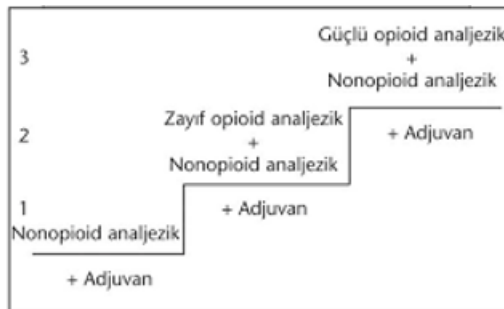 3
Güçlü opioid analjezik
+
Nonopioid analjezik
+ Adjuvan
2
Zayıf opioid analjezik
+
Nonopioid analjezik
+ Adjuvan
1
Nonopioid analjezik
+ Adjuvan